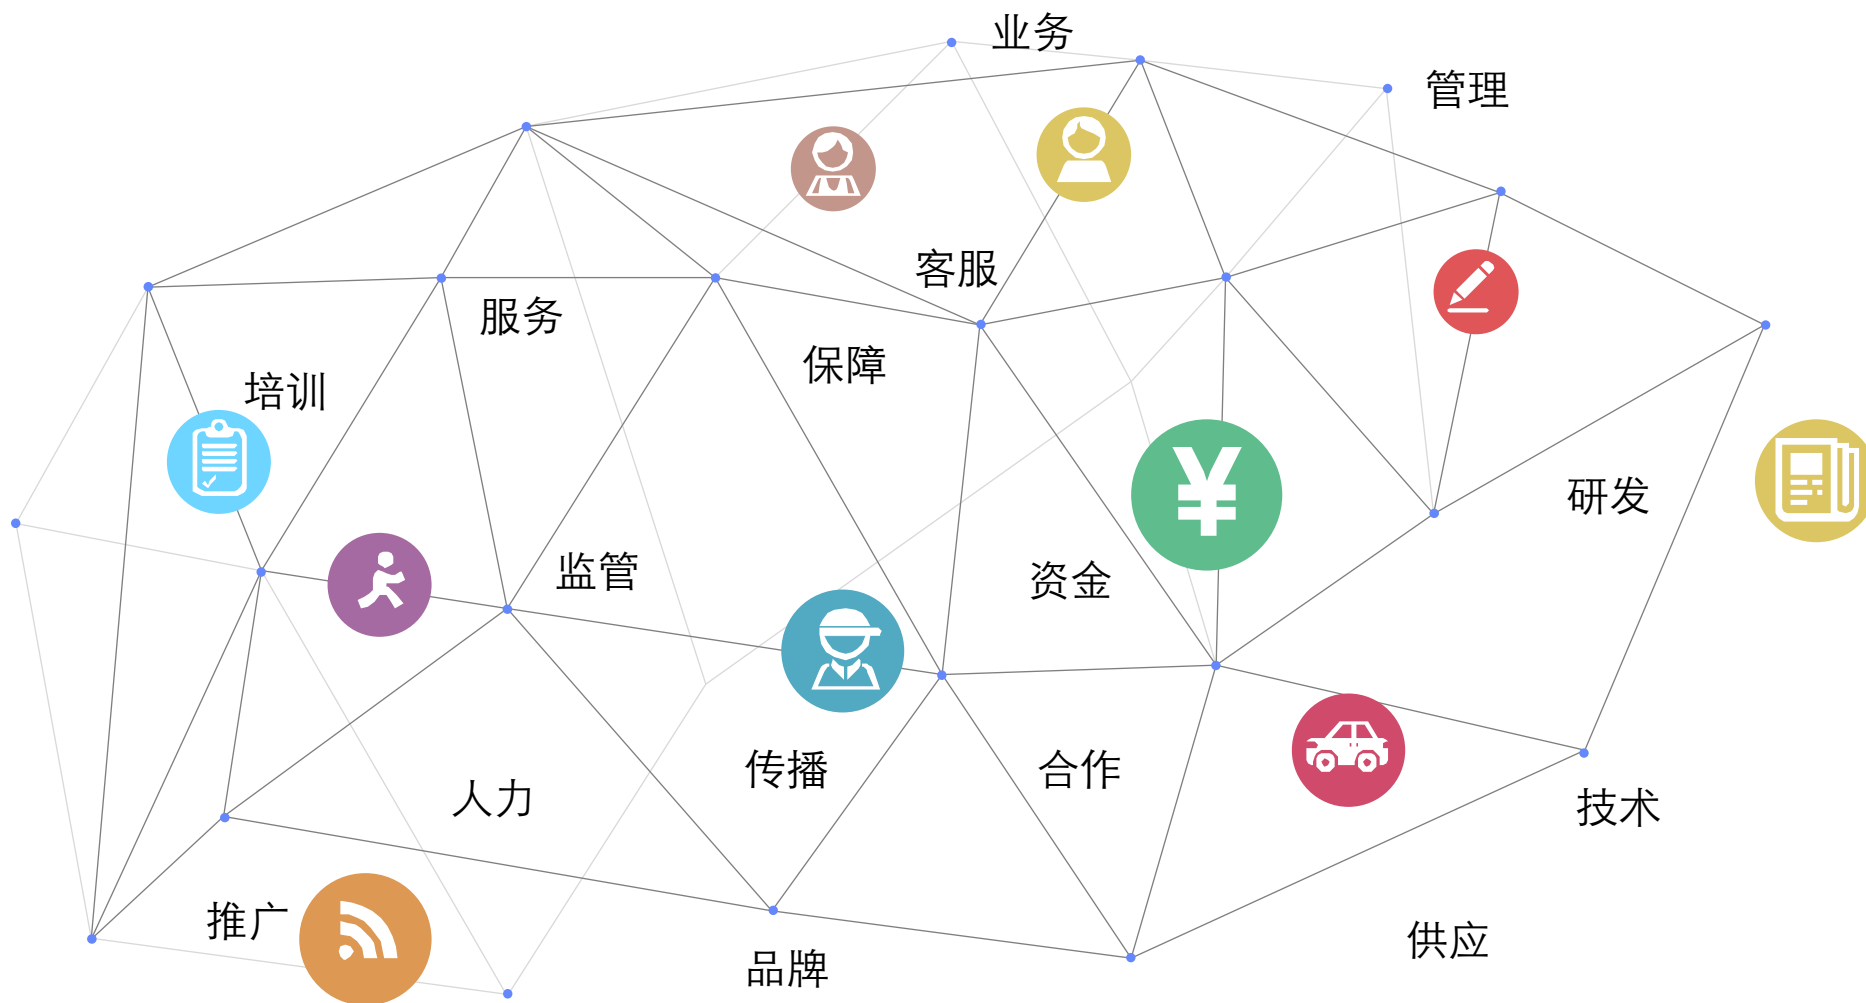 业务
管理
客服
服务
保障
培训
研发
监管
资金
传播
合作
人力
技术
推广
供应
品牌